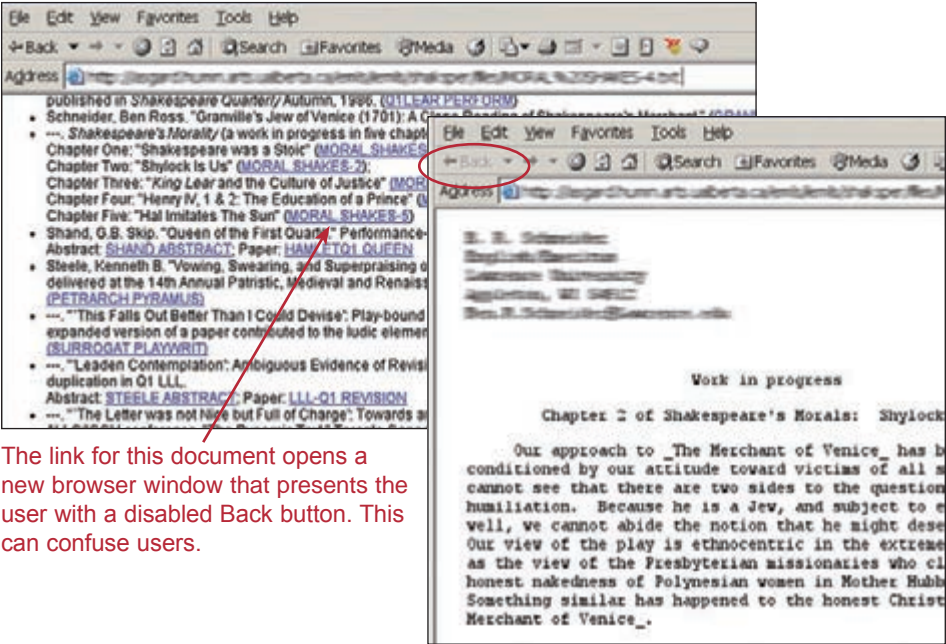 File Edit View Favorites Tools Help
Back Search Favorites Media
Address
published in Shakespeare Quarterly Autumn, 1986. (Q1LEAR PERFORM)
• Schneider, Ben Ross. "Granville's Jew of Venice (1701): A Close Reading of Shakespeare's Merchant"
• ---. Shakespeare's Morality (a work in progress in five chapt
Chapter One: "Shakespeare was a Stoic" (MORAL SHAKES
Chapter Two: "Shylock Is Us" (MORAL SHAKES-2);
Chapter Three: "King Lear and the Culture of Justice" (MOR
Chapter Four: "Henry IV, 1 & 2: The Education of a Prince" (M
Chapter Five: "Hal Imitates The Sun" (MORAL SHAKES-5)
• Shand, G.B. Skip. "Queen of the First Quarto." Performance-
Abstract: SHAND ABSTRACT; Paper: HAMLETQ1 QUEEN
• Steele, Kenneth B. "Vowing, Swearing, and Superpraising o
delivered at the 14th Annual Patristic, Medieval and Renaiss
(PETRARCH PYRAMUS)
• ---. "'This Falls Out Better Than I Could Devise': Play-bound
expanded version of a paper contributed to the ludic elemen
(SURROGAT PLAYWRIT)
• ---. "'Leaden Contemplation': Ambiguous Evidence of Revisi
duplication in Q1 LLL.
Abstract: STEELE ABSTRACT; Paper: LLL-Q1 REVISION
• ---. "'The Letter was not Nice but Full of Charge': Towards a
The link for this document opens a
new browser window that presents the
user with a disabled Back button. This
can confuse users.
File Edit View Favorites Tools Help
Back Search Favorites Media
Address
Work in progress
Chapter 2 of Shakespeare's Morals: Shylock
Our approach to _The Merchant of Venice_ has b
conditioned by our attitude toward victims of all s
cannot see that there are two sides to the question
humiliation. Because he is a Jew, and subject to e
well, we cannot abide the notion that he might dese
Our view of the play is ethnocentric in the extreme
as the view of the Presbyterian missionaries who cl
honest nakedness of Polynesian women in Mother Hubb
Something similar has happened to the honest Christ
Merchant of Venice_.